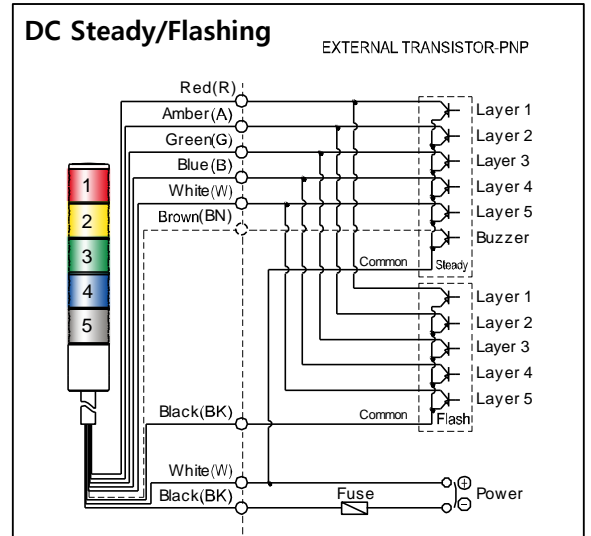 DC Steady/Flashing
EXTERNAL TRANSISTOR-PNP
Red(R)
Amber(A)
Green(G)
Blue(B)
White(W)
Brown(BN)
1
2
3
4
5
Layer 1
Layer 2
Layer 3
Layer 4
Layer 5
Buzzer
Common
Steady
Layer 1
Layer 2
Layer 3
Layer 4
Layer 5
Black(BK)
Common
Flash
White(W)
Black(BK)
Fuse
+
-
Power